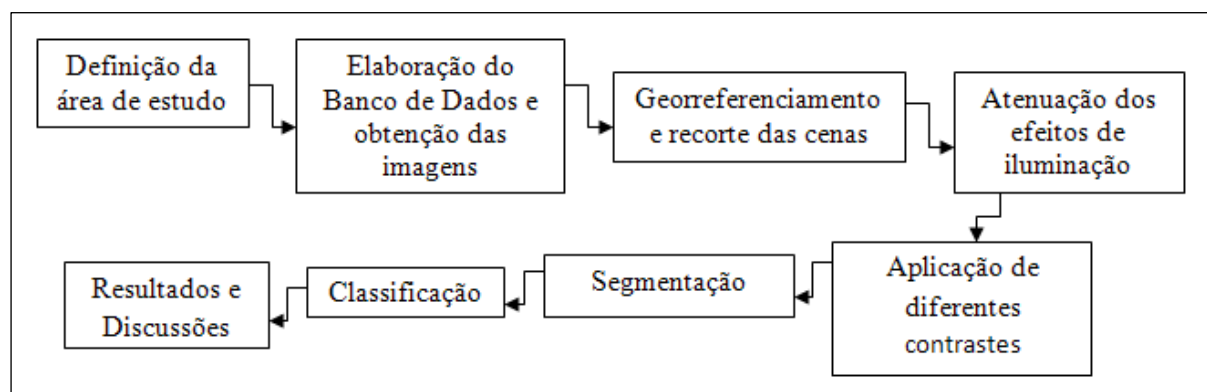 Definição da
área de estudo
Elaboração do
Banco de Dados e
obtenção das
imagens
Georreferenciamento
e recorte das cenas
Atenuação dos
efeitos de
iluminação
Aplicação de
diferentes
contrastes
Segmentação
Classificação
Resultados e
Discussões